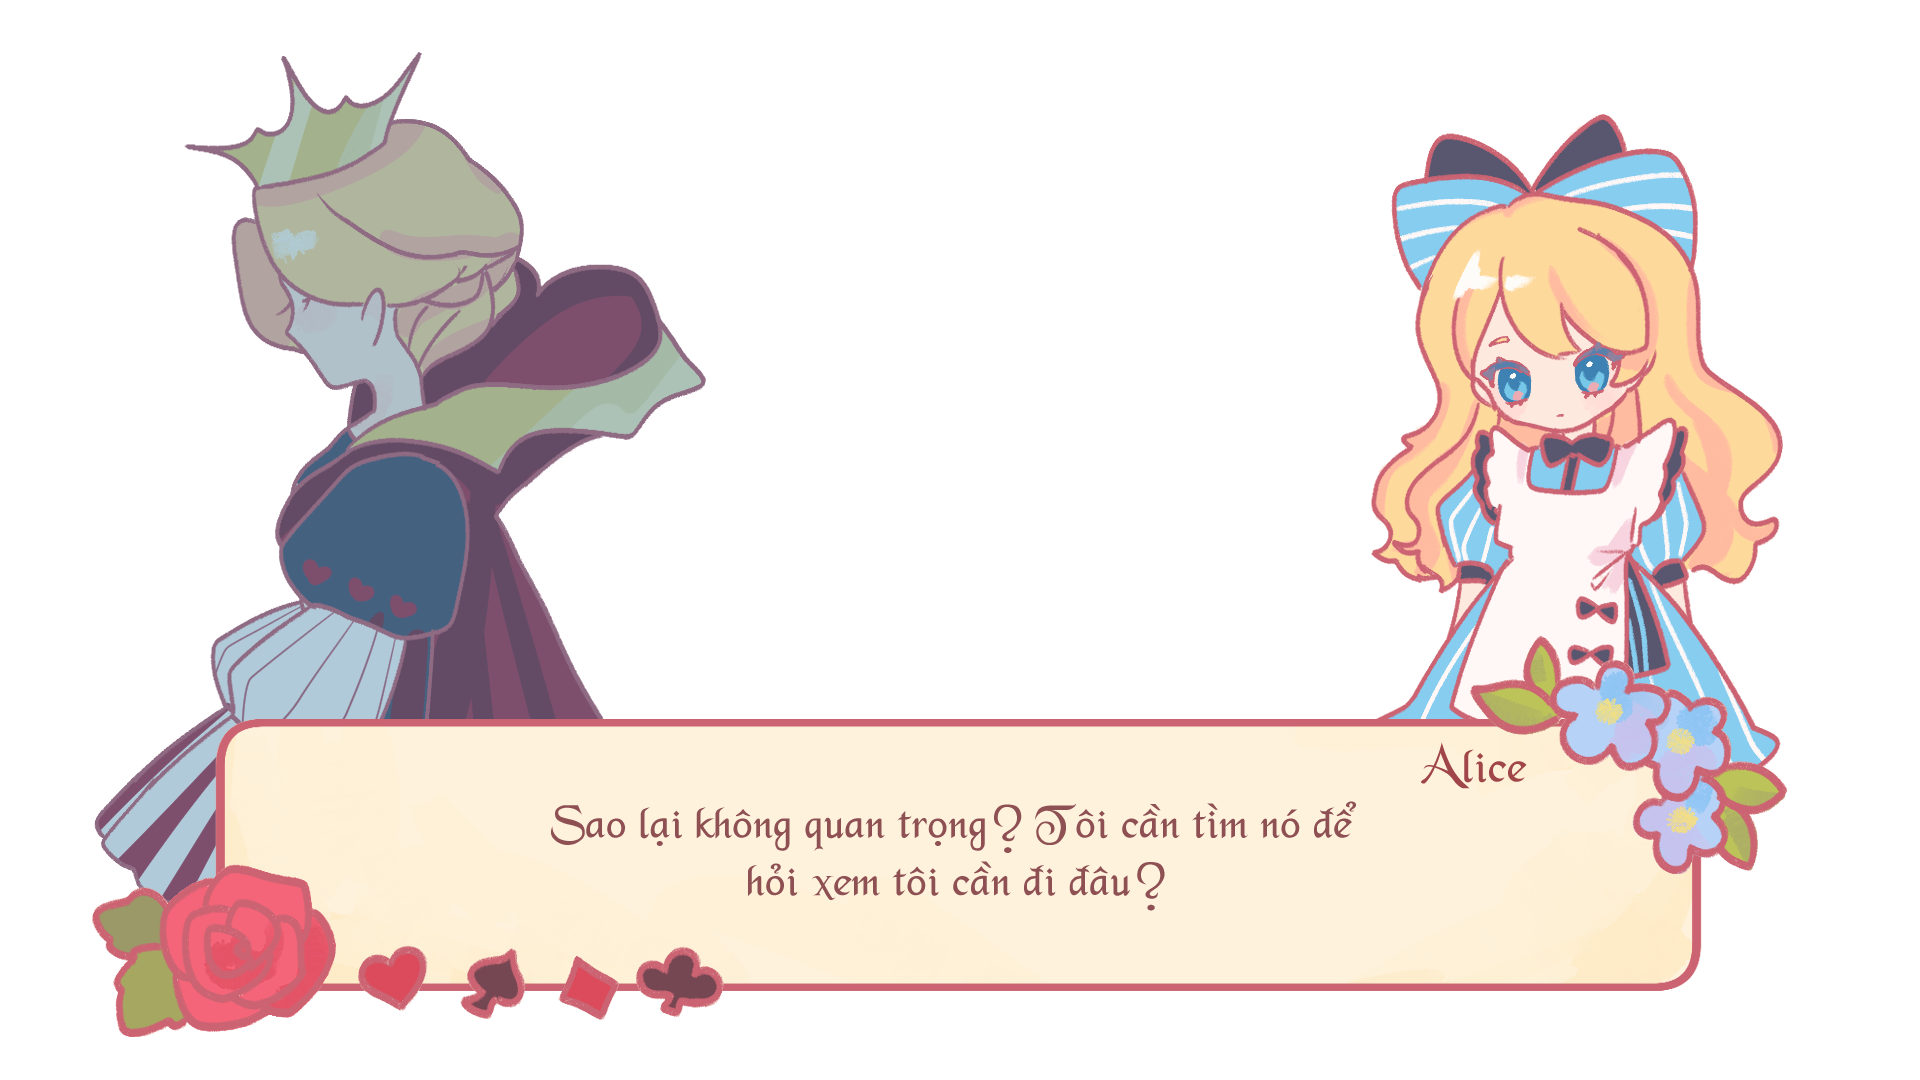 Alice
Sao lại không quan trọng? Tôi cần tìm nó để
hỏi xem tôi cần đi đâu?